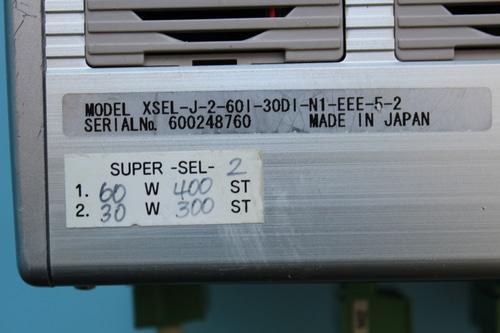 MODEL XSEL-J-2-60I-30DI-N1-EEE-5-2
SERIALNo. 600248760 MADE IN JAPAN
SUPER -SEL- 2
1. 60 W 400 ST
2. 30 W 300 ST